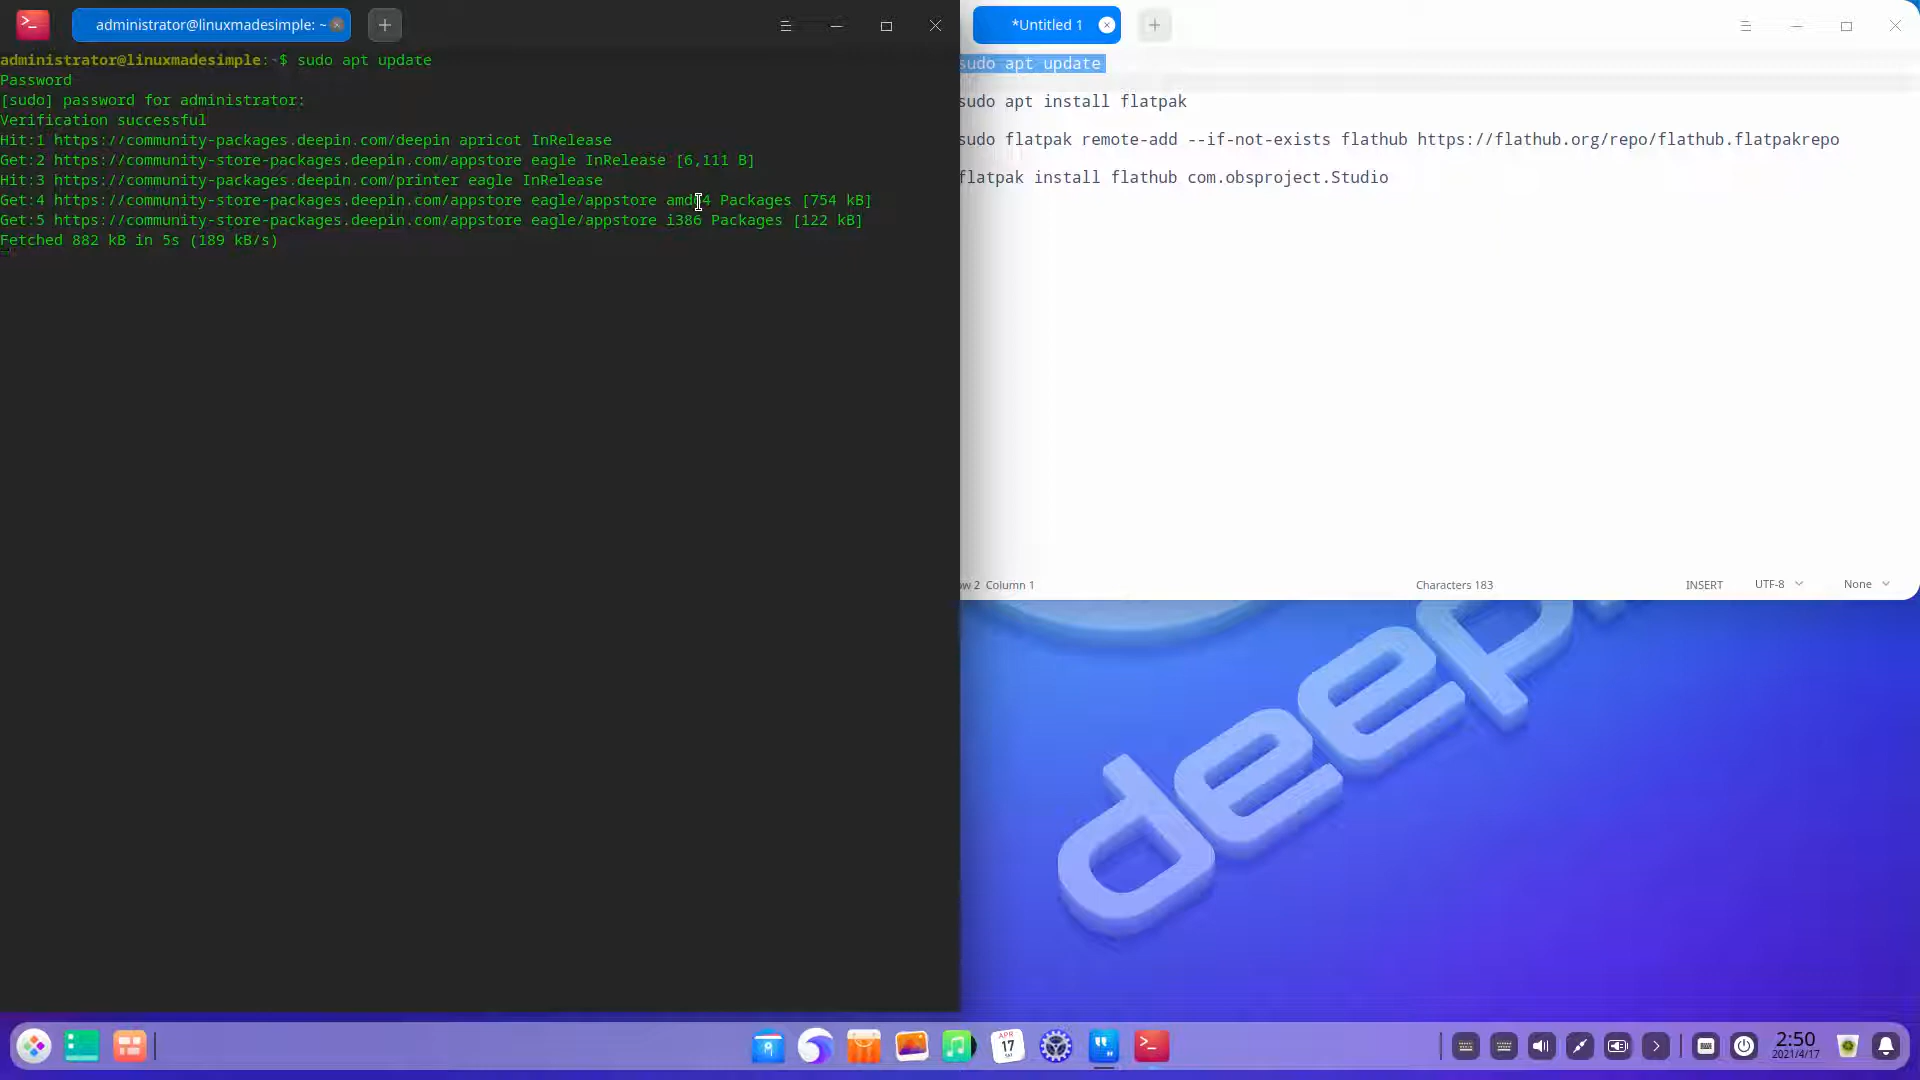 administrator@linuxmadesimple: ~
administrator@linuxmadesimple:~$ sudo apt update
Password
[sudo] password for administrator:
Verification successful
Hit:1 https://community-packages.deepin.com/deepin apricot InRelease
Get:2 https://community-store-packages.deepin.com/appstore eagle InRelease [6,111 B]
Hit:3 https://community-packages.deepin.com/printer eagle InRelease
Get:4 https://community-store-packages.deepin.com/appstore eagle/appstore amd64 Packages [754 kB]
Get:5 https://community-store-packages.deepin.com/appstore eagle/appstore i386 Packages [122 kB]
Fetched 882 kB in 5s (189 kB/s)
*Untitled 1
sudo apt update
sudo apt install flatpak
sudo flatpak remote-add --if-not-exists flathub https://flathub.org/repo/flathub.flatpakrepo
flatpak install flathub com.obsproject.Studio
ow 2 Column 1
Characters 183
INSERT
UTF-8
None
deep
APR
17
2:50
2021/4/17